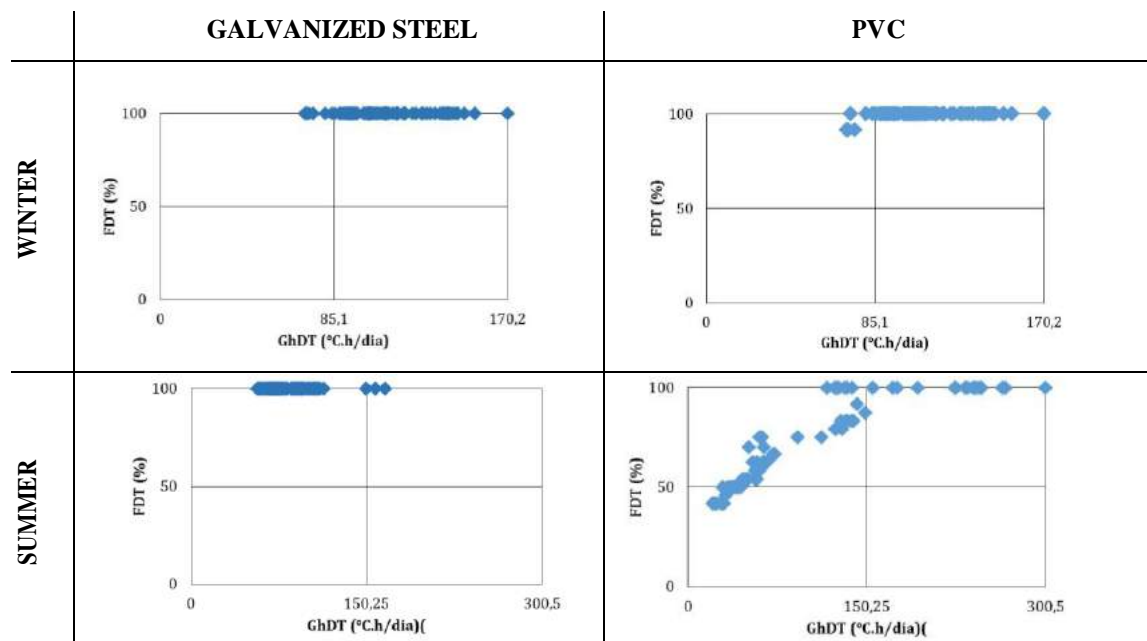 GALVANIZED STEEL
PVC
WINTER
100
50
0
FDT (%)
0
85,1
170,2
GhDT (°C.h/dia)
100
50
0
FDT (%)
0
85,1
170,2
GhDT (°C.h/dia)
SUMMER
100
50
0
FDT (%)
0
150,25
300,5
GhDT (°C.h/dia)(
100
50
0
FDT (%)
0
150,25
300,5
GhDT (°C.h/dia)(